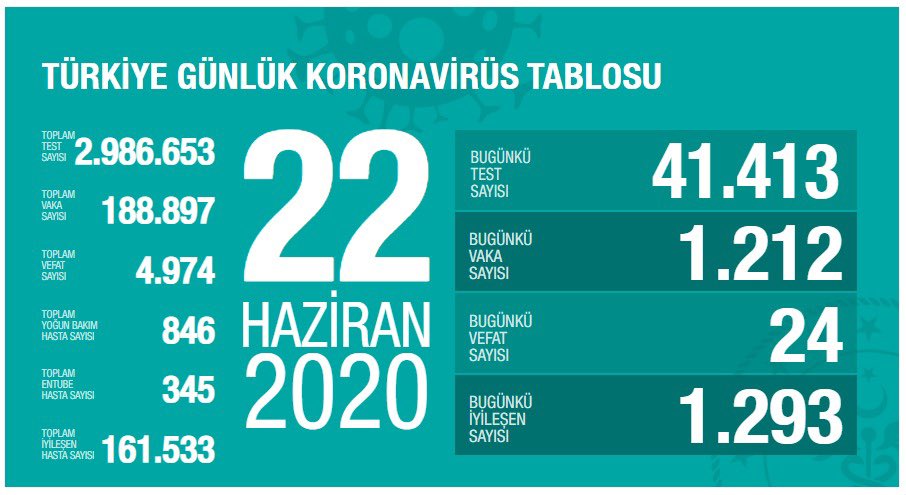 TÜRKİYE GÜNLÜK KORONAVİRÜS TABLOSU
TOPLAM
TEST
SAYISI
2.986.653
TOPLAM
VAKA
SAYISI
188.897
TOPLAM
VEFAT
SAYISI
4.974
TOPLAM
YOĞUN BAKIM
HASTA SAYISI
846
TOPLAM
ENTUBE
HASTA SAYISI
345
TOPLAM
İYİLEŞEN
HASTA SAYISI
161.533
22
HAZİRAN
2020
BUGÜNKÜ
TEST
SAYISI
41.413
BUGÜNKÜ
VAKA
SAYISI
1.212
BUGÜNKÜ
VEFAT
SAYISI
24
BUGÜNKÜ
İYİLEŞEN
SAYISI
1.293